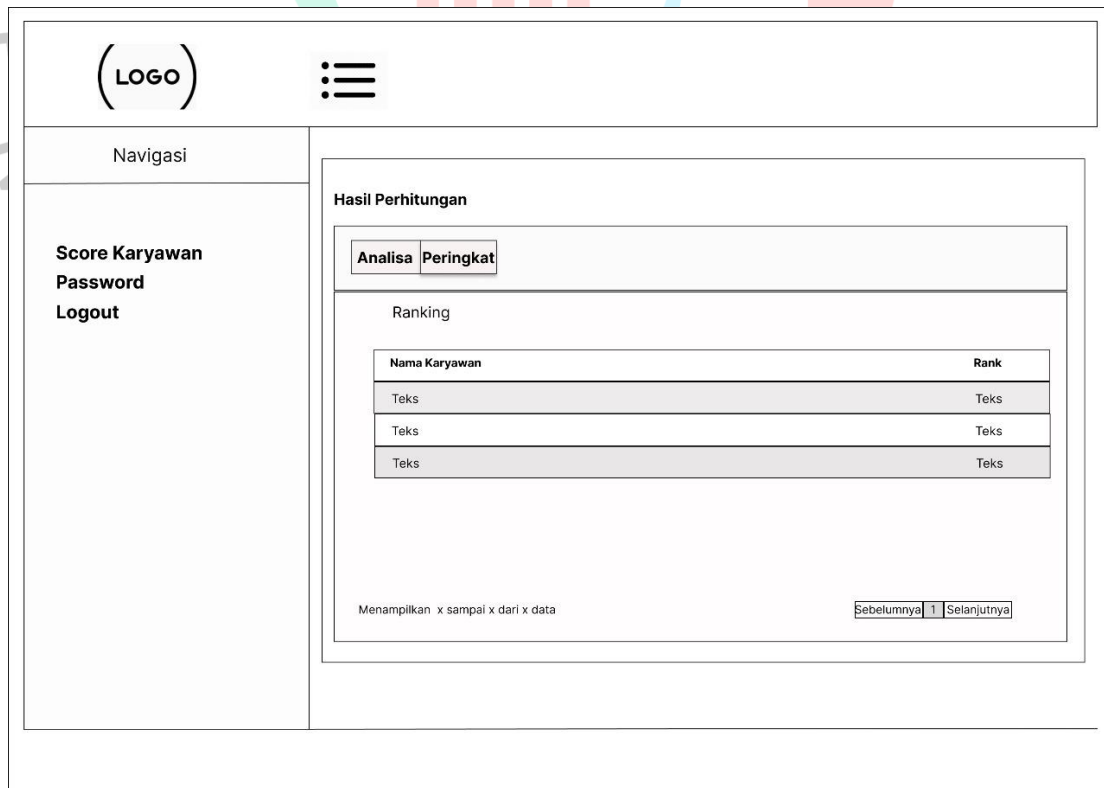 LOGO
Navigasi
Score Karyawan
Password
Logout
Hasil Perhitungan
Analisa Peringkat
Ranking
Nama Karyawan Rank
Teks Teks
Teks Teks
Teks Teks
Menampilkan x sampai x dari x data
Sebelumnya 1 Selanjutnya